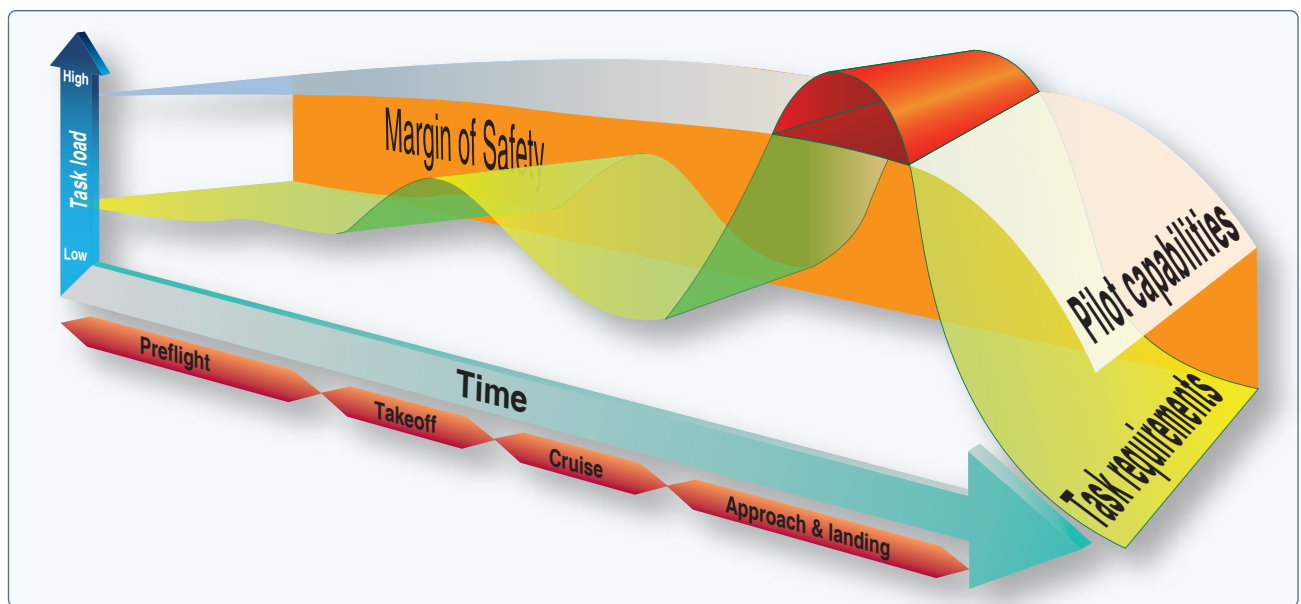 High
Task load
Low
Margin of Safety
Pilot capabilities
Task requirements
Time
Preflight
Takeoff
Cruise
Approach & landing